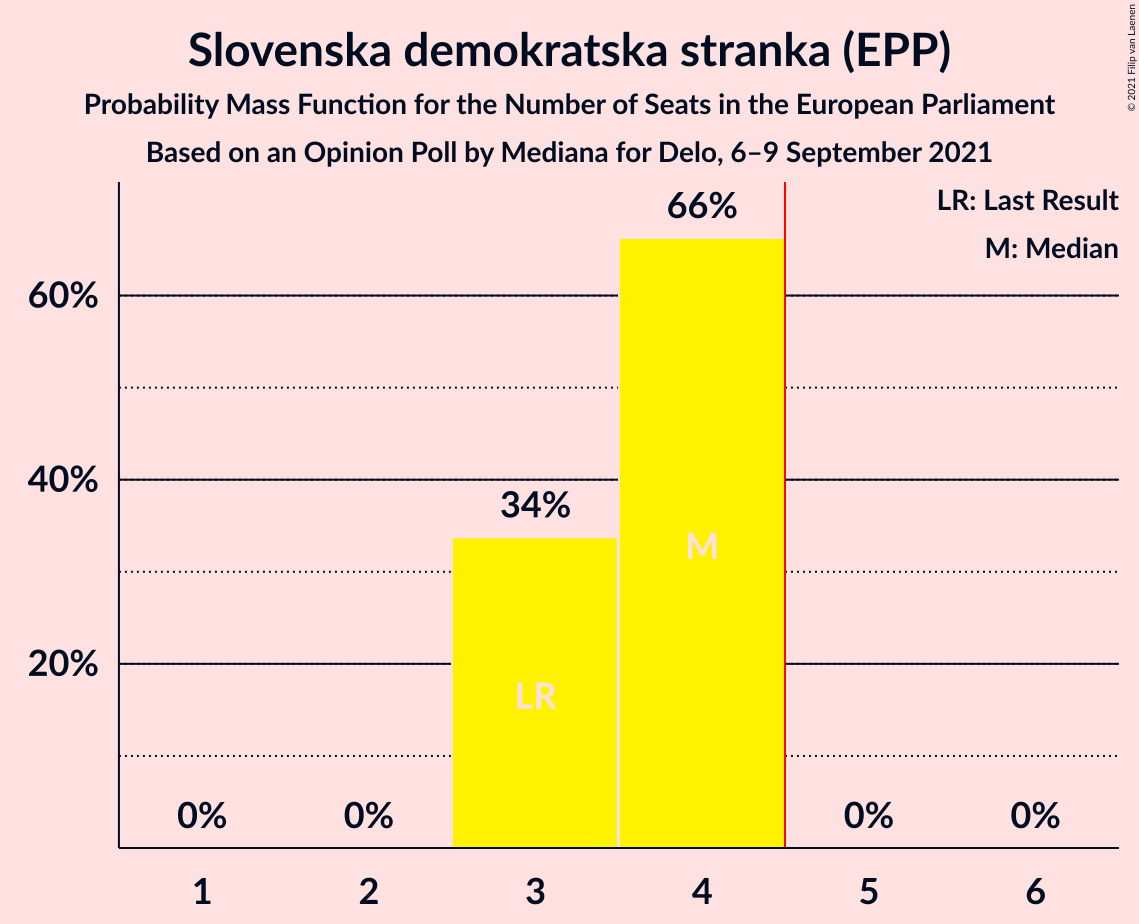 Slovenska demokratska stranka (EPP)
Probability Mass Function for the Number of Seats in the European Parliament
Based on an Opinion Poll by Mediana for Delo, 6–9 September 2021
© 2021 Filip van Laenen
LR: Last Result
M: Median
66%
60%
40%
34%
M
20%
LR
0%
0%
0%
0%
1
2
3
4
5
6